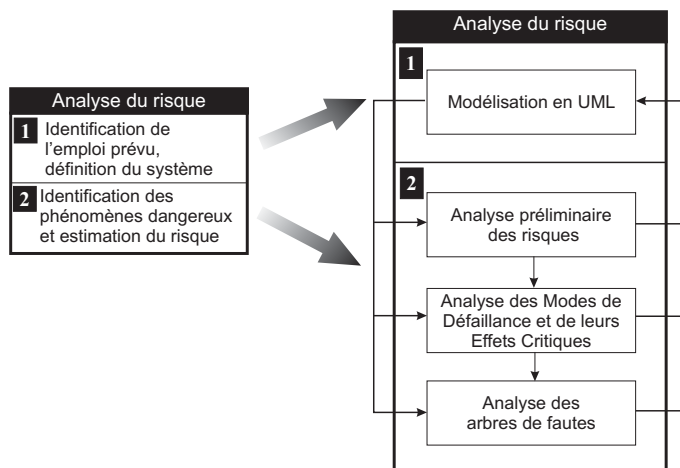 Analyse du risque
1 Identification de
l'emploi prévu,
définition du système
2 Identification des
phénomènes dangereux
et estimation du risque
Analyse du risque
1
Modélisation en UML
2
Analyse préliminaire
des risques
Analyse des Modes de
Défaillance et de leurs
Effets Critiques
Analyse des
arbres de fautes